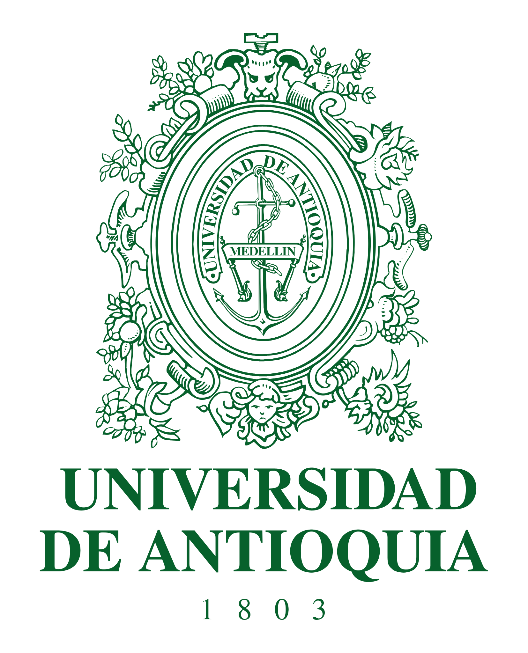 UNIVERSIDAD DE ANTIOQUIA
MEDELLIN
UNIVERSIDAD
DE ANTIOQUIA
1803